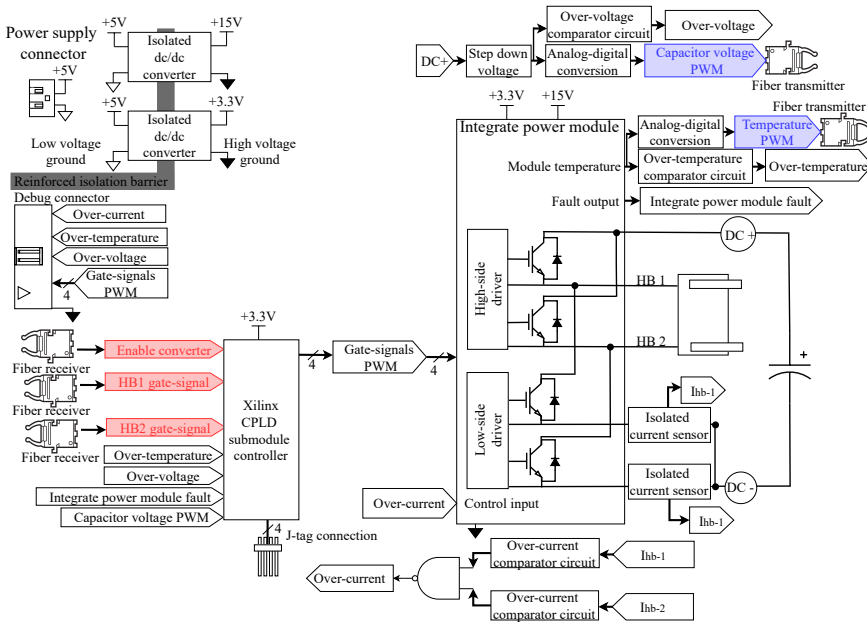 Power supply
connector
+5V
+5V
+15V
Isolated
dc/dc
converter
+5V
+3.3V
Isolated
dc/dc
converter
Low voltage
ground
High voltage
ground
Reinforced isolation barrier
Debug connector
Over-current
Over-temperature
Over-voltage
Gate-signals
PWM
4
Fiber receiver
Enable converter
Fiber receiver
HB1 gate-signal
Fiber receiver
HB2 gate-signal
Over-temperature
Over-voltage
Integrate power module fault
Capacitor voltage PWM
+3.3V
Xilinx
CPLD
submodule
controller
4
J-tag connection
4
Gate-signals
PWM
4
DC+
Step down
voltage
Over-voltage
comparator circuit
Over-voltage
Analog-digital
conversion
Capacitor voltage
PWM
Fiber transmitter
+3.3V
+15V
Integrate power module
Module temperature
Analog-digital
conversion
Temperature
PWM
Fiber transmitter
Over-temperature
comparator circuit
Over-temperature
Fault output
Integrate power module fault
High-side
driver
DC +
HB 1
HB 2
+
Low-side
driver
Ihb-1
Isolated
current sensor
Isolated
current sensor
DC -
Ihb-1
Over-current
Control input
Over-current
Over-current
comparator circuit
Ihb-1
Over-current
comparator circuit
Ihb-2